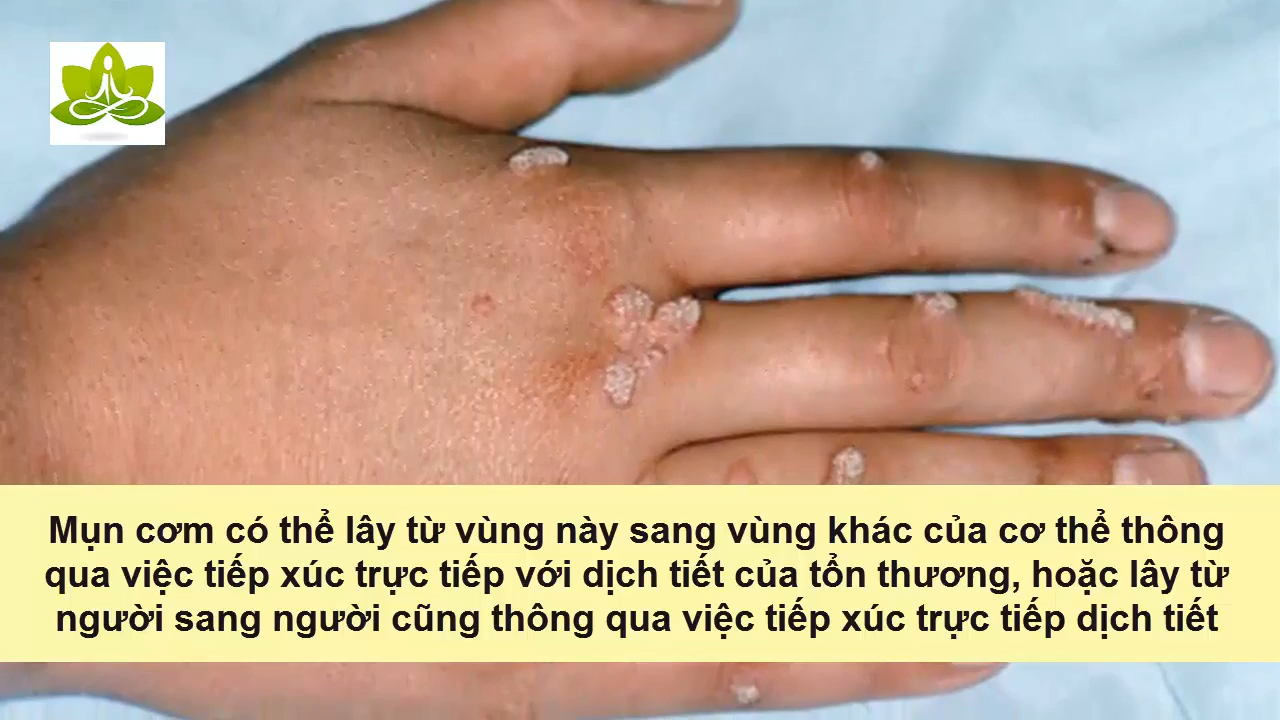 Mụn cơm có thể lây từ vùng này sang vùng khác của cơ thể thông
qua việc tiếp xúc trực tiếp với dịch tiết của tổn thương, hoặc lây từ
người sang người cũng thông qua việc tiếp xúc trực tiếp dịch tiết